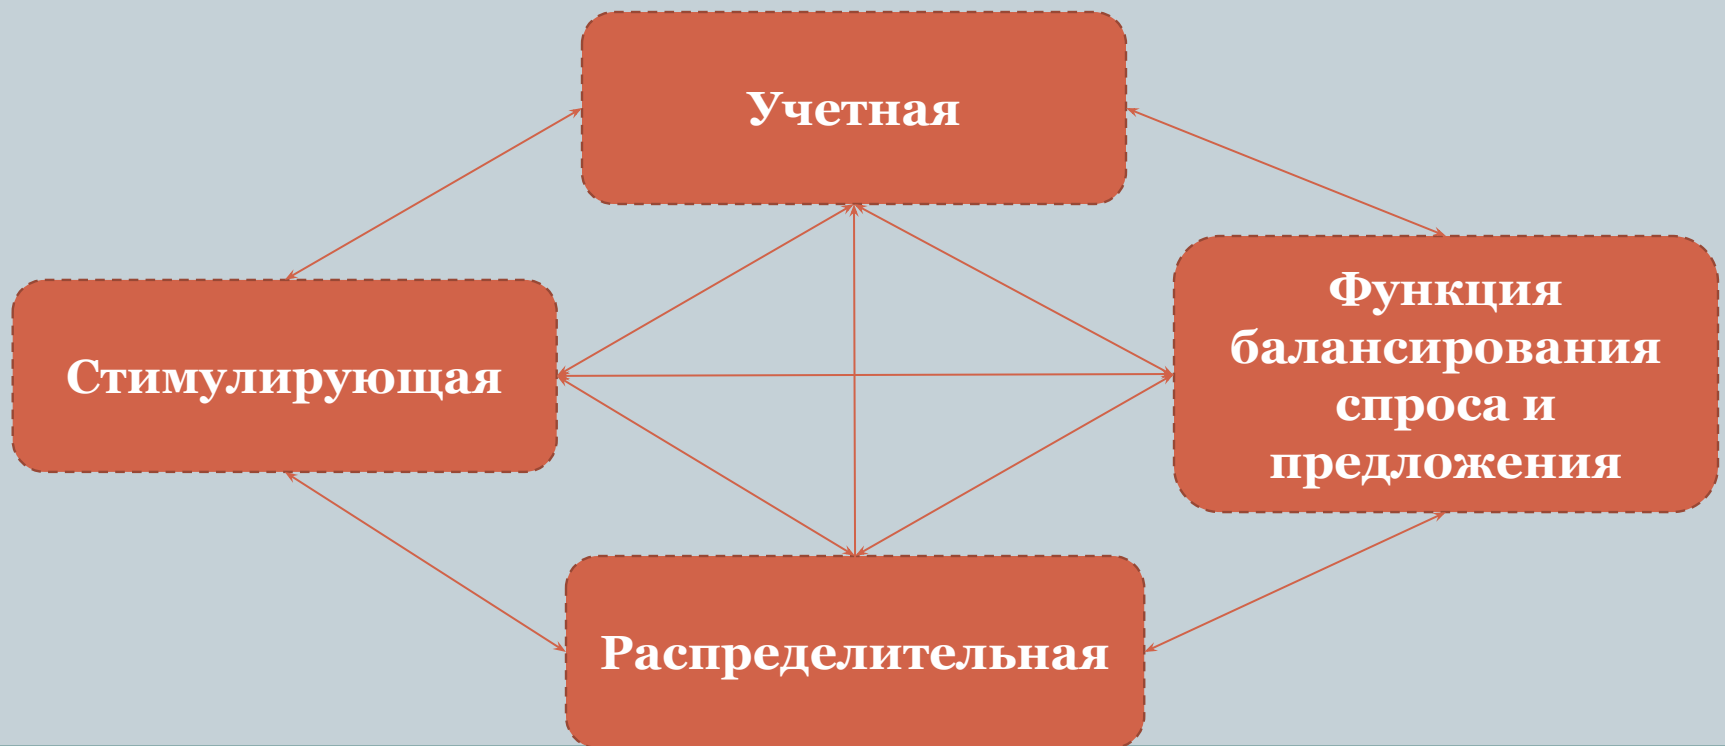 Учетная
Стимулирующая
Функция
балансирования
спроса и
предложения
Распределительная